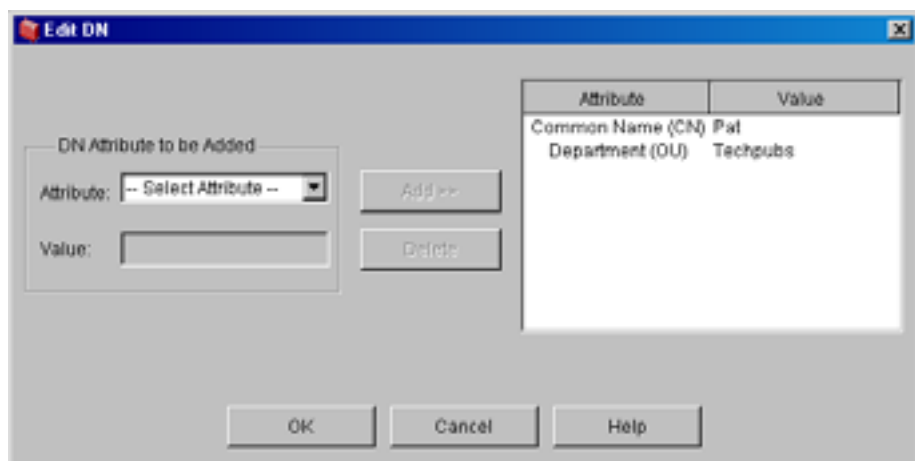 Edit DN
DN Attribute to be Added
Attribute: -- Select Attribute --
Value:
Add >>
Delete
Attribute Value
Common Name (CN) Pat
Department (OU) Techpubs
OK Cancel Help